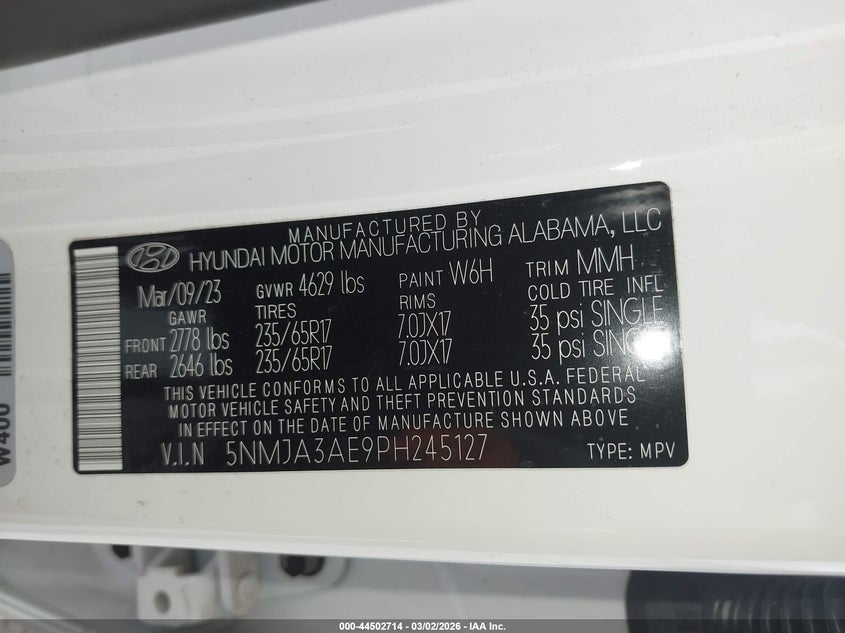 MANUFACTURED BY
HYUNDAI MOTOR MANUFACTURING ALABAMA, LLC
Mar/09/23 GVWR 4629 lbs PAINT W6H TRIM MMH
GAWR TIRES RIMS COLD TIRE INFL
FRONT 2778 lbs 235/65R17 7.0JX17 35 psi SINGLE
REAR 2646 lbs 235/65R17 7.0JX17 35 psi SINGLE
THIS VEHICLE CONFORMS TO ALL APPLICABLE U.S.A. FEDERAL
MOTOR VEHICLE SAFETY AND THEFT PREVENTION STANDARDS
IN EFFECT ON THE DATE OF MANUFACTURE SHOWN ABOVE
V.I.N 5NMJA3AE9PH245127 TYPE: MPV
W400
000-44502714 - 03/02/2026 - IAA Inc.